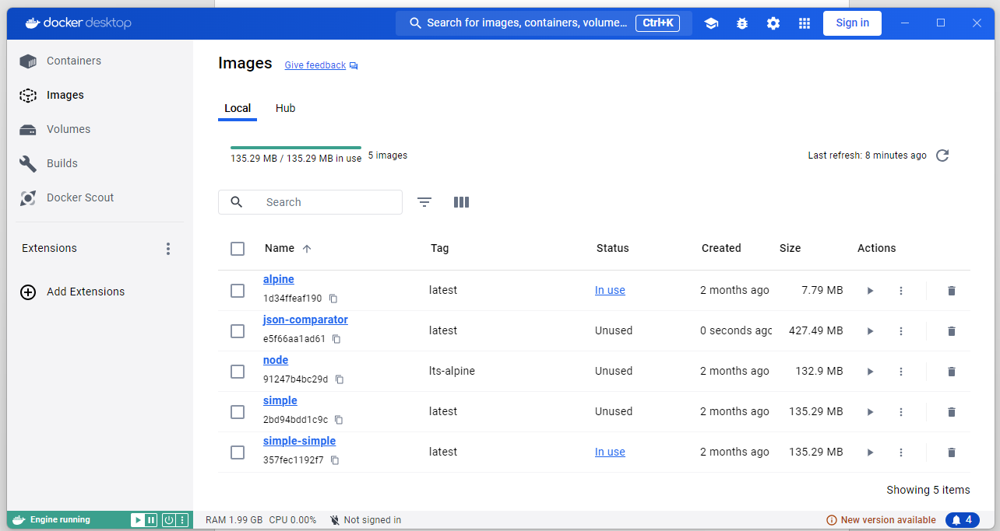 docker desktop
Search for images, containers, volume... Ctrl+K
Sign in
Containers
Images
Volumes
Builds
Docker Scout
Extensions
Add Extensions
Images Give feedback
Local Hub
135.29 MB / 135.29 MB in use 5 images
Last refresh: 8 minutes ago
Search
Name Tag Status Created Size Actions
alpine
1d34ffeaf190 latest In use 2 months ago 7.79 MB
json-comparator
e5f66aa1ad61 latest Unused 0 seconds agc 427.49 MB
node
91247b4bc29d lts-alpine Unused 2 months ago 132.9 MB
simple
2bd94bdd1c9c latest Unused 2 months ago 135.29 MB
simple-simple
357fec1192f7 latest In use 2 months ago 135.29 MB
Showing 5 items
Engine running
RAM 1.99 GB CPU 0.00% Not signed in
New version available 4